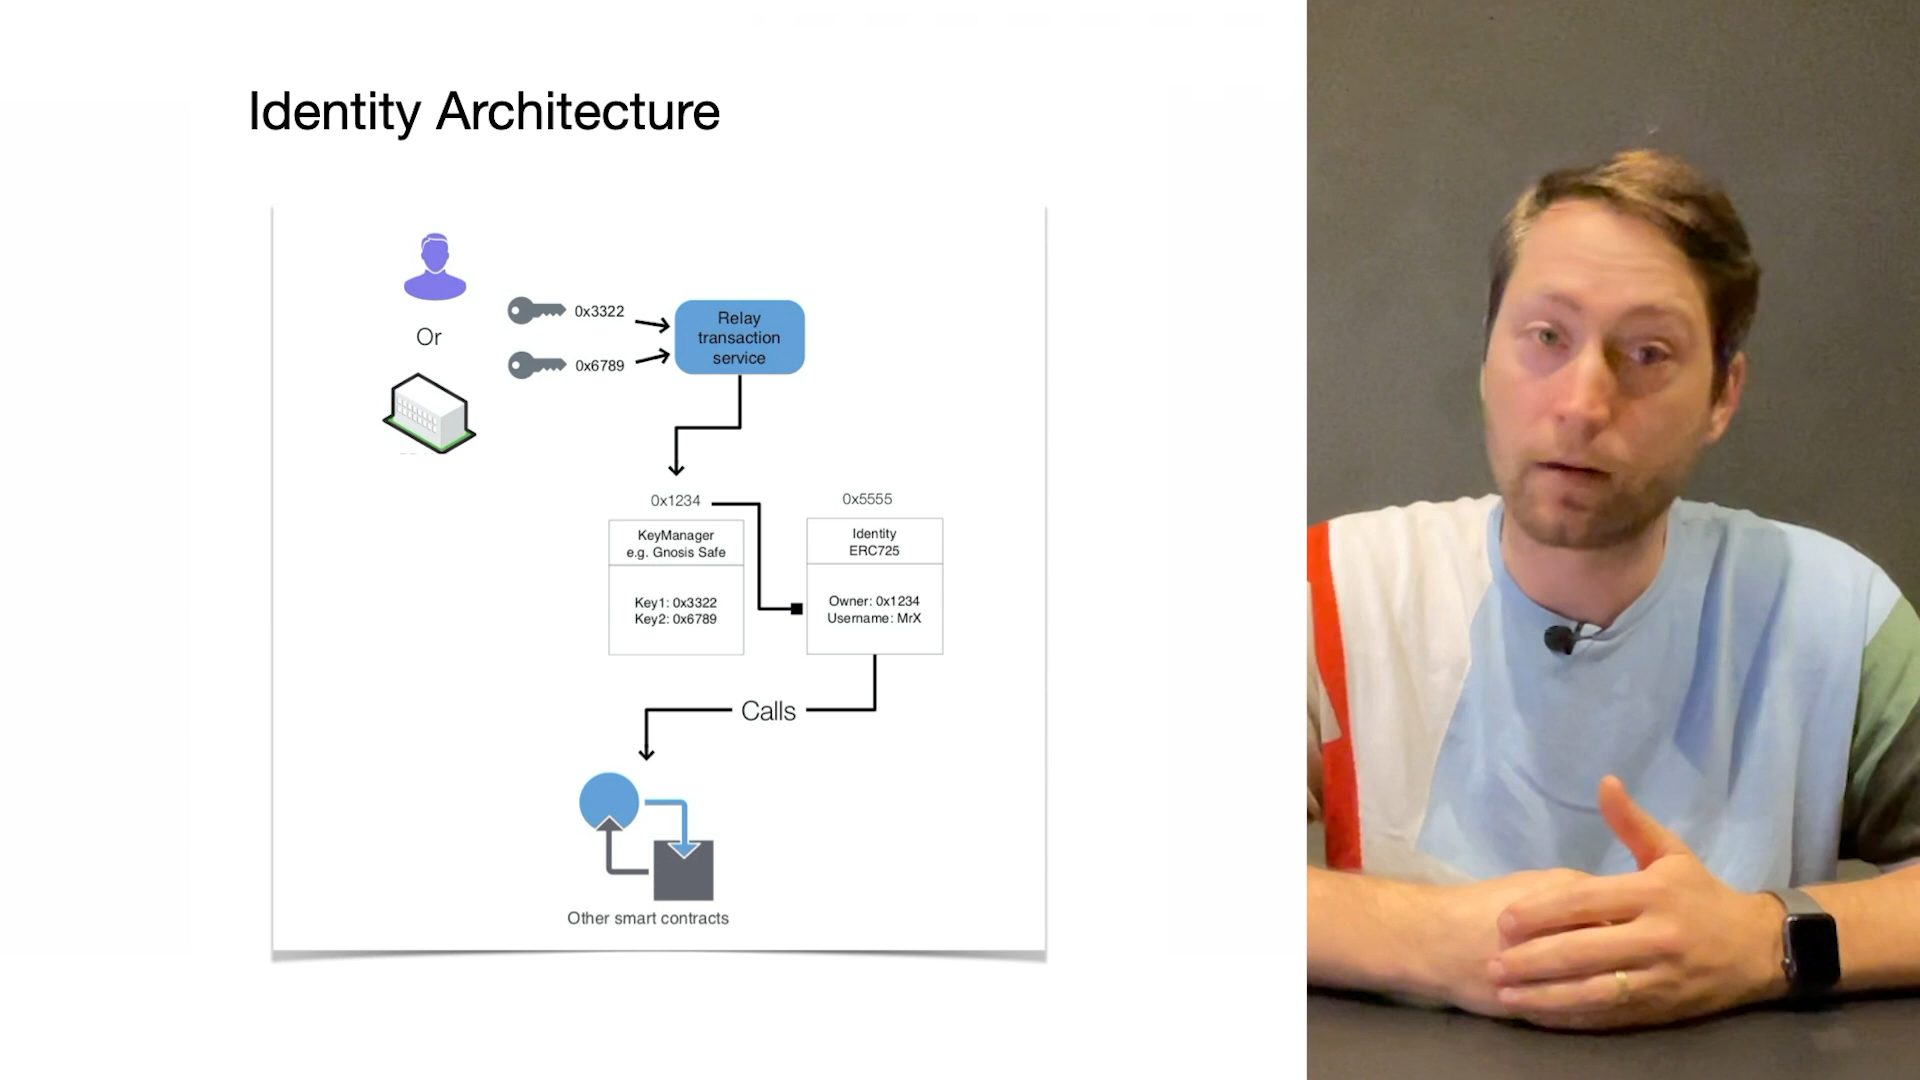 Identity Architecture
Or
0x3322
0x6789
Relay
transaction
service
0x1234
KeyManager
e.g. Gnosis Safe
Key1: 0x3322
Key2: 0x6789
0x5555
Identity
ERC725
Owner: 0x1234
Username: MrX
Calls
Other smart contracts